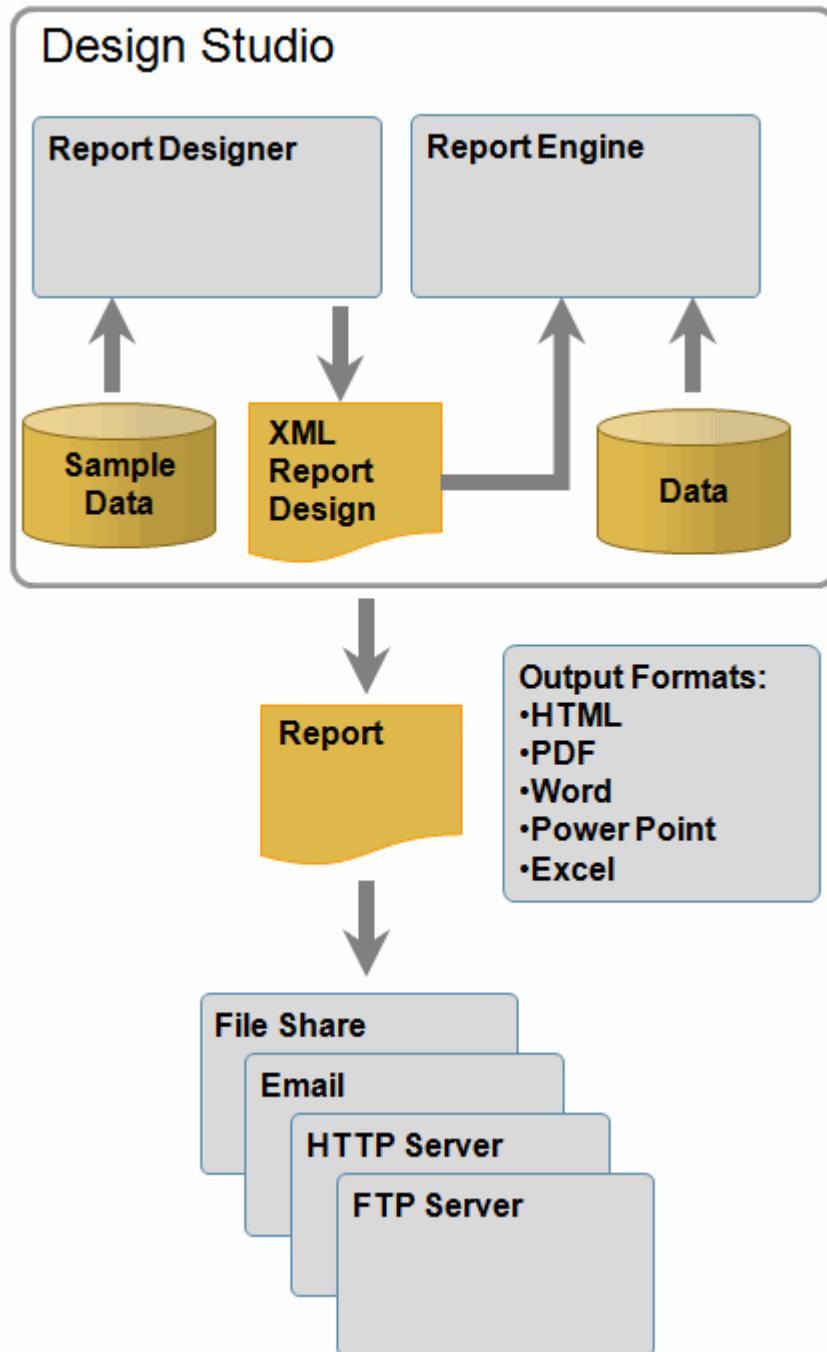 Design Studio
Report Designer
Report Engine
Sample
Data
XML
Report
Design
Data
Report
Output Formats:
•HTML
•PDF
•Word
•Power Point
•Excel
File Share
Email
HTTP Server
FTP Server